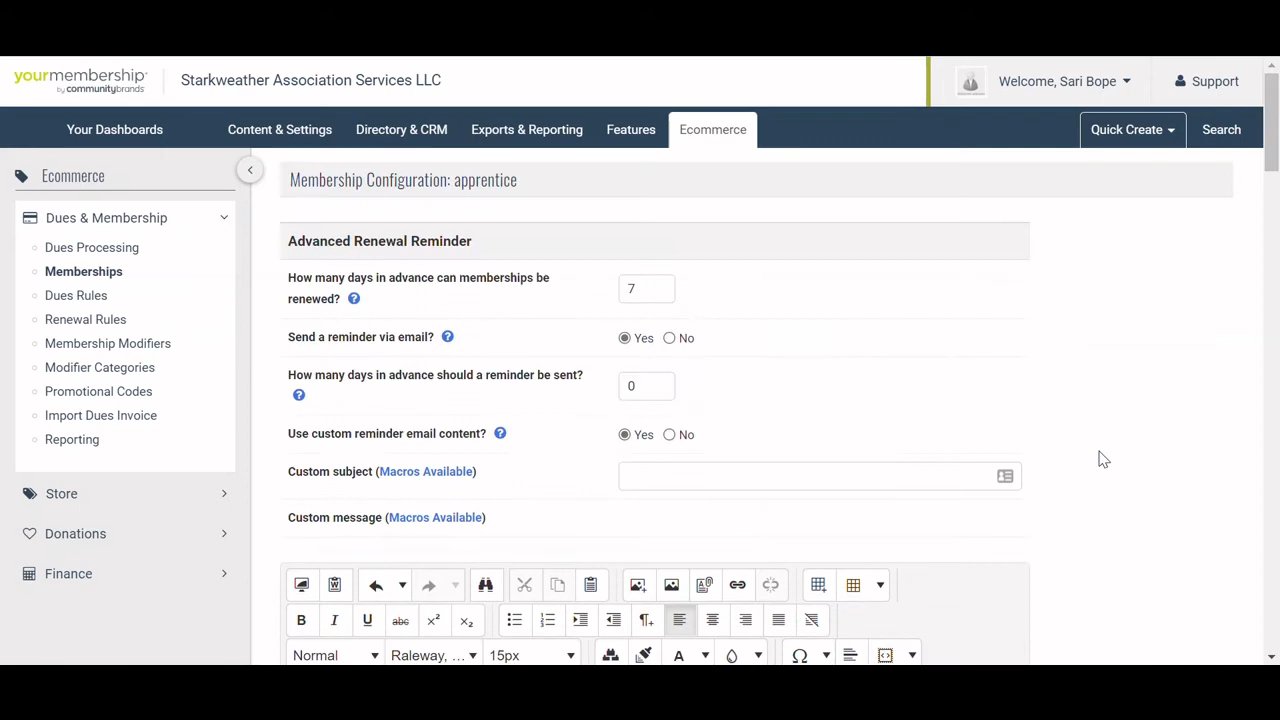 yourmembership
by communitybrands
Starkweather Association Services LLC
Welcome, Sari Bope
Support
Your Dashboards
Content & Settings
Directory & CRM
Exports & Reporting
Features
Ecommerce
Quick Create
Search
Ecommerce
Dues & Membership
Dues Processing
Memberships
Dues Rules
Renewal Rules
Membership Modifiers
Modifier Categories
Promotional Codes
Import Dues Invoice
Reporting
Store
Donations
Finance
Membership Configuration: apprentice
Advanced Renewal Reminder
How many days in advance can memberships be
renewed?
7
Send a reminder via email?
Yes
No
How many days in advance should a reminder be sent?
0
Use custom reminder email content?
Yes
No
Custom subject (Macros Available)
Custom message (Macros Available)
B I U abc x² x₂
Normal
Raleway, ...
15px
A
Ω